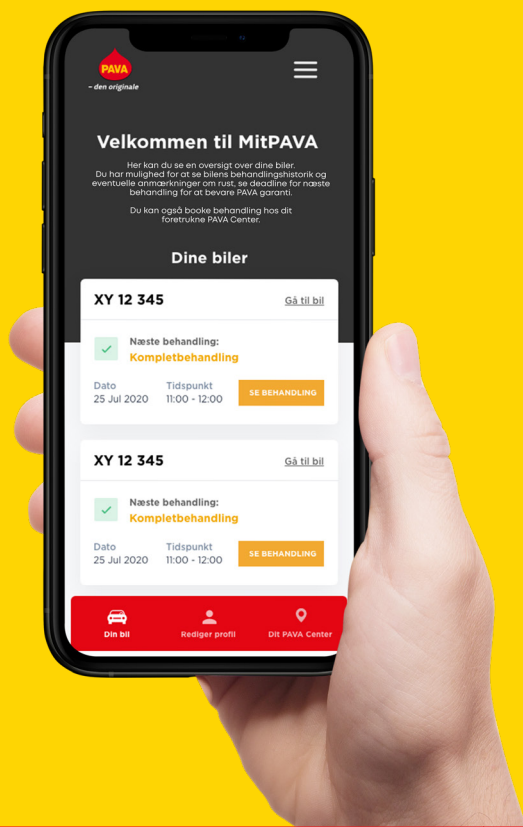 PAVA
- den originale
Velkommen til MitPAVA
Her kan du se en oversigt over dine biler.
Du har mulighed for at se bilens behandlingshistorik og
eventuelle anmærkninger om rust, se deadline for næste
behandling for at bevare PAVA garanti.
Du kan også booke behandling hos dit
foretrukne PAVA Center.
Dine biler
XY 12 345
Gå til bil
Næste behandling:
Kompletbehandling
Dato
Tidspunkt
25 Jul 2020
11:00 - 12:00
SE BEHANDLING
XY 12 345
Gå til bil
Næste behandling:
Kompletbehandling
Dato
Tidspunkt
25 Jul 2020
11:00 - 12:00
SE BEHANDLING
Din bil
Rediger profil
Dit PAVA Center